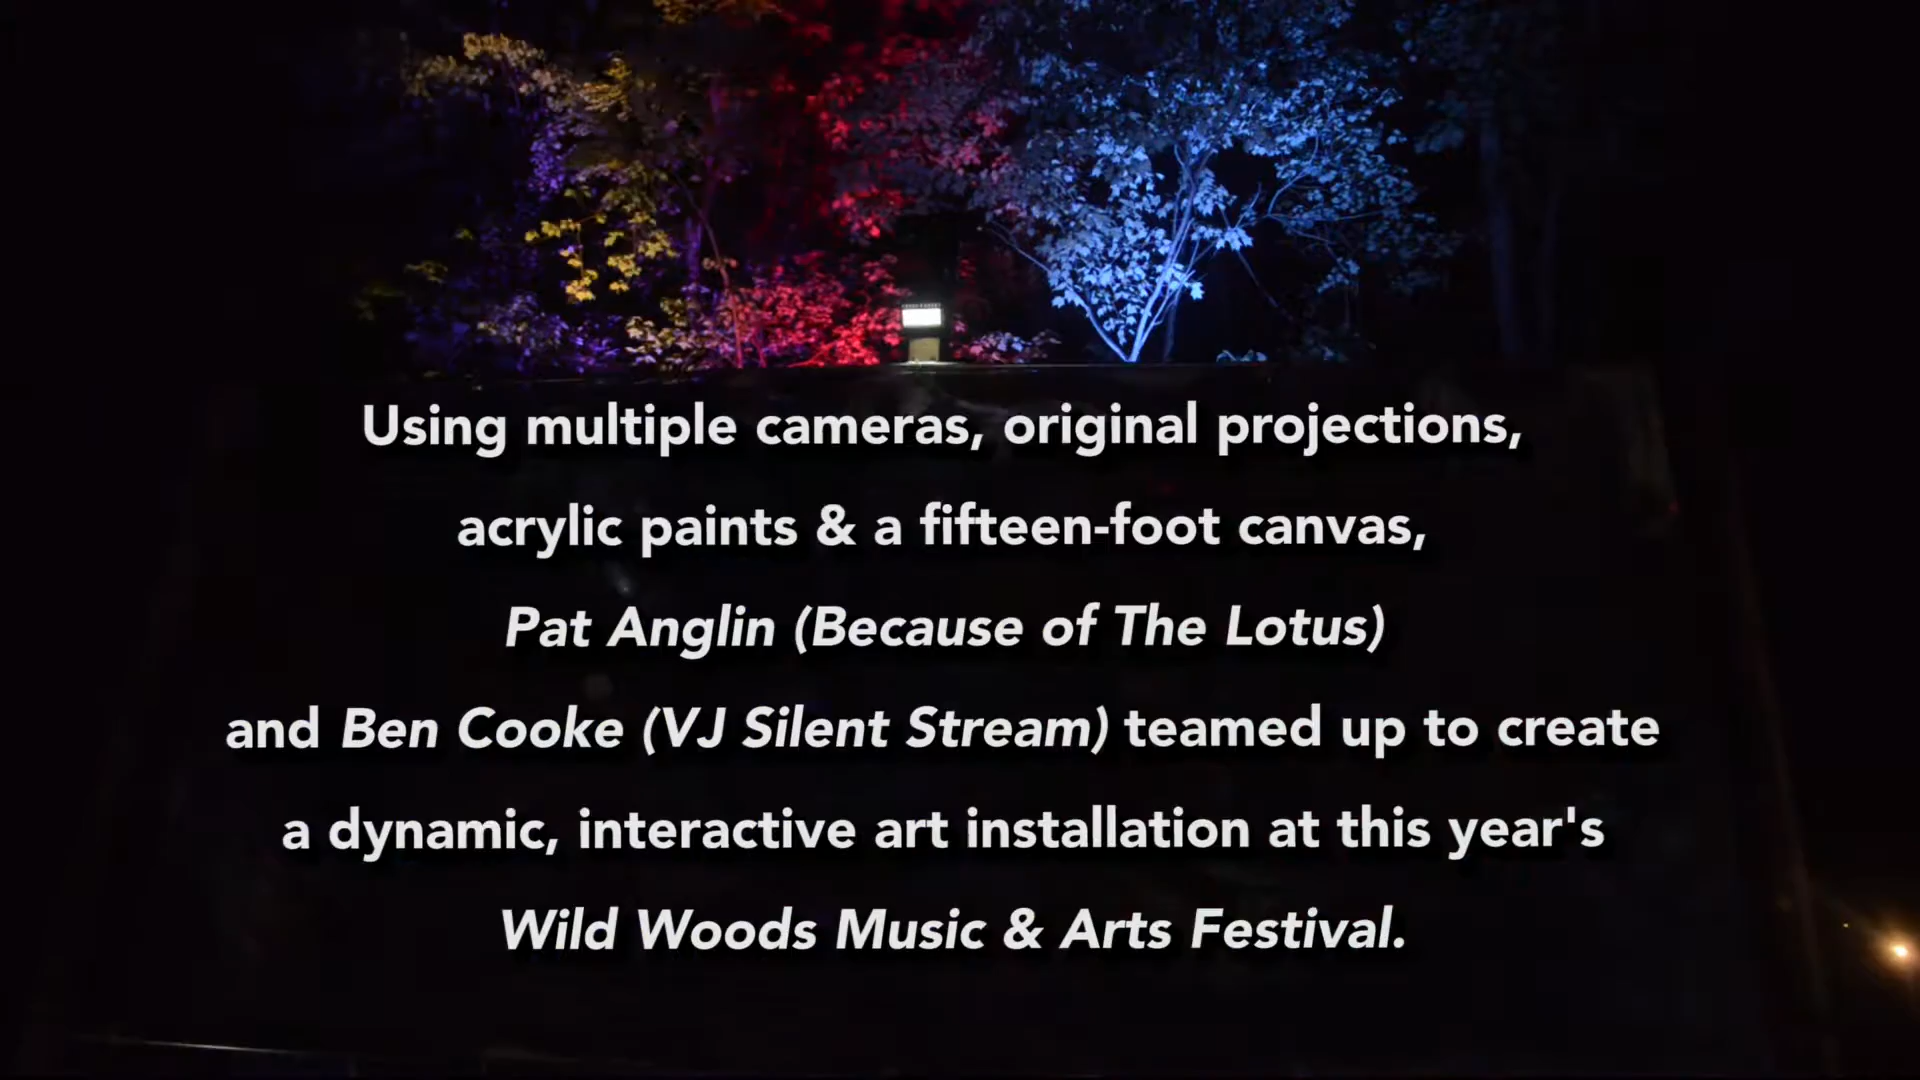 Using multiple cameras, original projections,
acrylic paints & a fifteen-foot canvas,
Pat Anglin (Because of The Lotus)
and Ben Cooke (VJ Silent Stream) teamed up to create
a dynamic, interactive art installation at this year's
Wild Woods Music & Arts Festival.